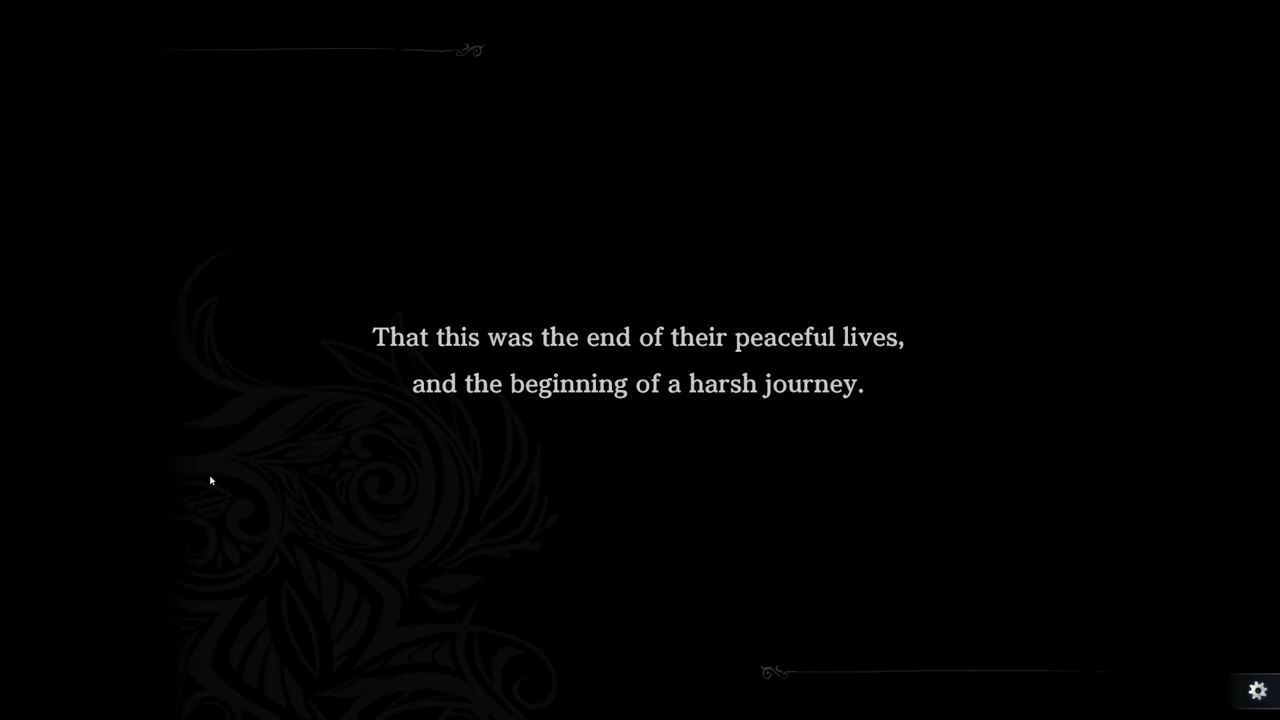 That this was the end of their peaceful lives,
and the beginning of a harsh journey.